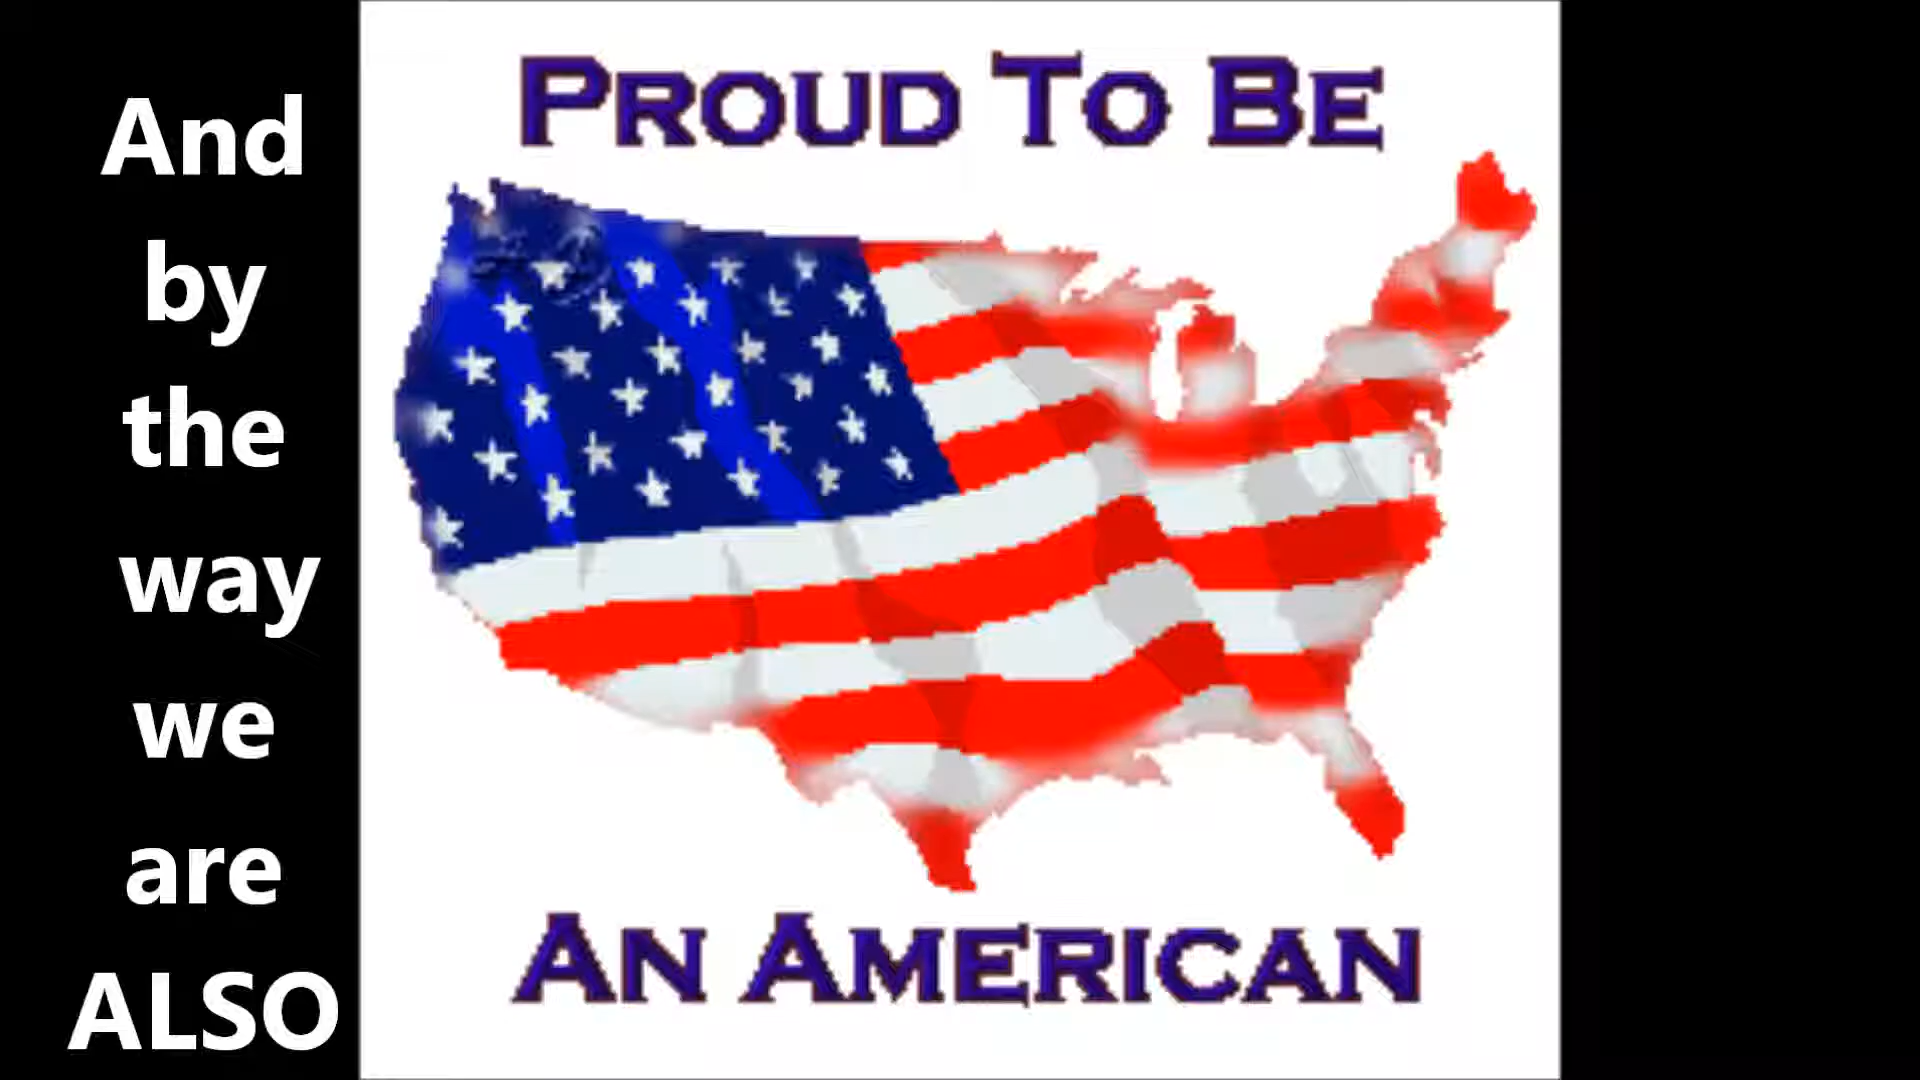 And
by
the
way
we
are
ALSO
PROUD TO BE
AN AMERICAN